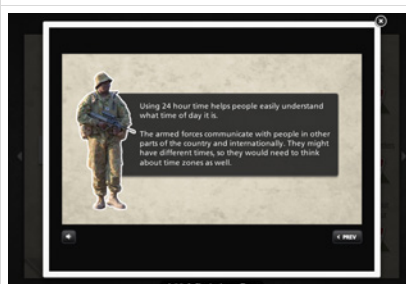 Using 24 hour time helps people easily understand
what time of day it is.
The armed forces communicate with people in other
parts of the country and internationally. They might
have different times, so they would need to think
about time zones as well.
PREV